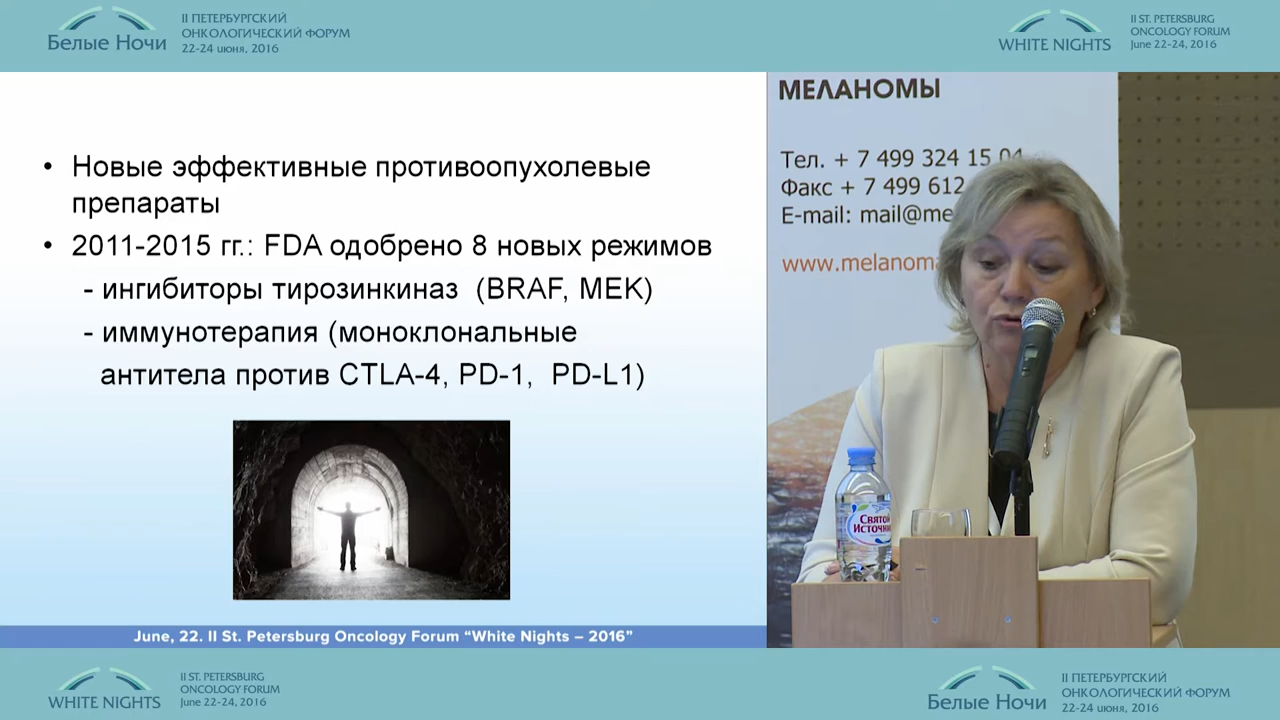 Белые Ночи
II ПЕТЕРБУРГСКИЙ
ОНКОЛОГИЧЕСКИЙ ФОРУМ
22-24 июня, 2016
WHITE NIGHTS
II ST. PETERSBURG
ONCOLOGY FORUM
June 22-24, 2016
• Новые эффективные противоопухолевые
препараты
• 2011-2015 гг.: FDA одобрено 8 новых режимов
- ингибиторы тирозинкиназ (BRAF, MEK)
- иммунотерапия (моноклональные
антитела против CTLA-4, PD-1, PD-L1)
June, 22. II St. Petersburg Oncology Forum “White Nights – 2016”
МЕЛАНОМЫ
Тел. + 7 499 324 15 04
Факс + 7 499 612
E-mail: mail@me
www.melanoma
Святой
Источник
WHITE NIGHTS
II ST. PETERSBURG
ONCOLOGY FORUM
June 22-24, 2016
Белые Ночи
II ПЕТЕРБУРГСКИЙ
ОНКОЛОГИЧЕСКИЙ ФОРУМ
22-24 июня, 2016